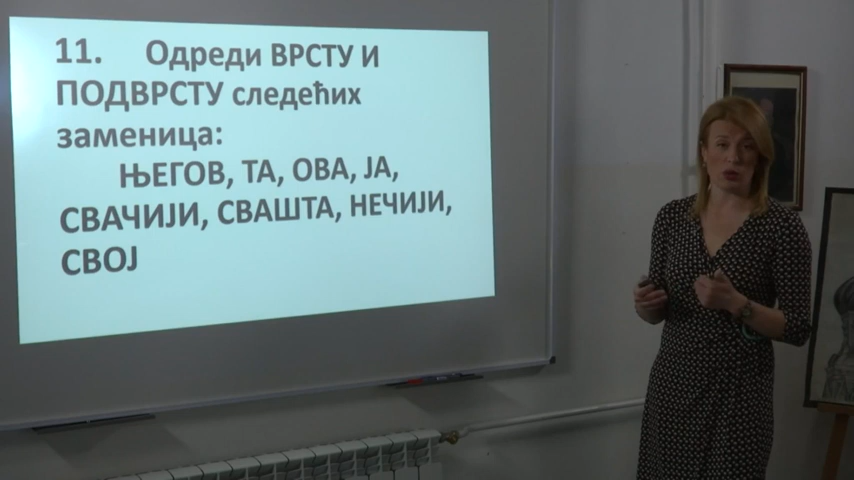 11. Одреди ВРСТУ И
ПОДВРСТУ следећих
заменица:
ЊЕГОВ, ТА, ОВА, ЈА,
СВАЧИЈИ, СВАШТА, НЕЧИЈИ,
СВОЈ